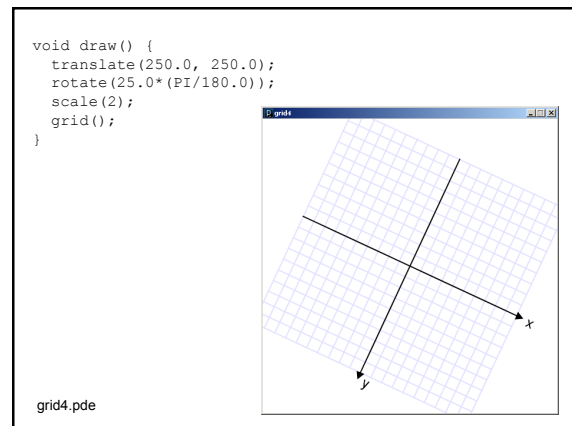 void draw() {
  translate(250.0, 250.0);
  rotate(25.0*(PI/180.0));
  scale(2);
  grid();
}
grid4
x
y
grid4.pde